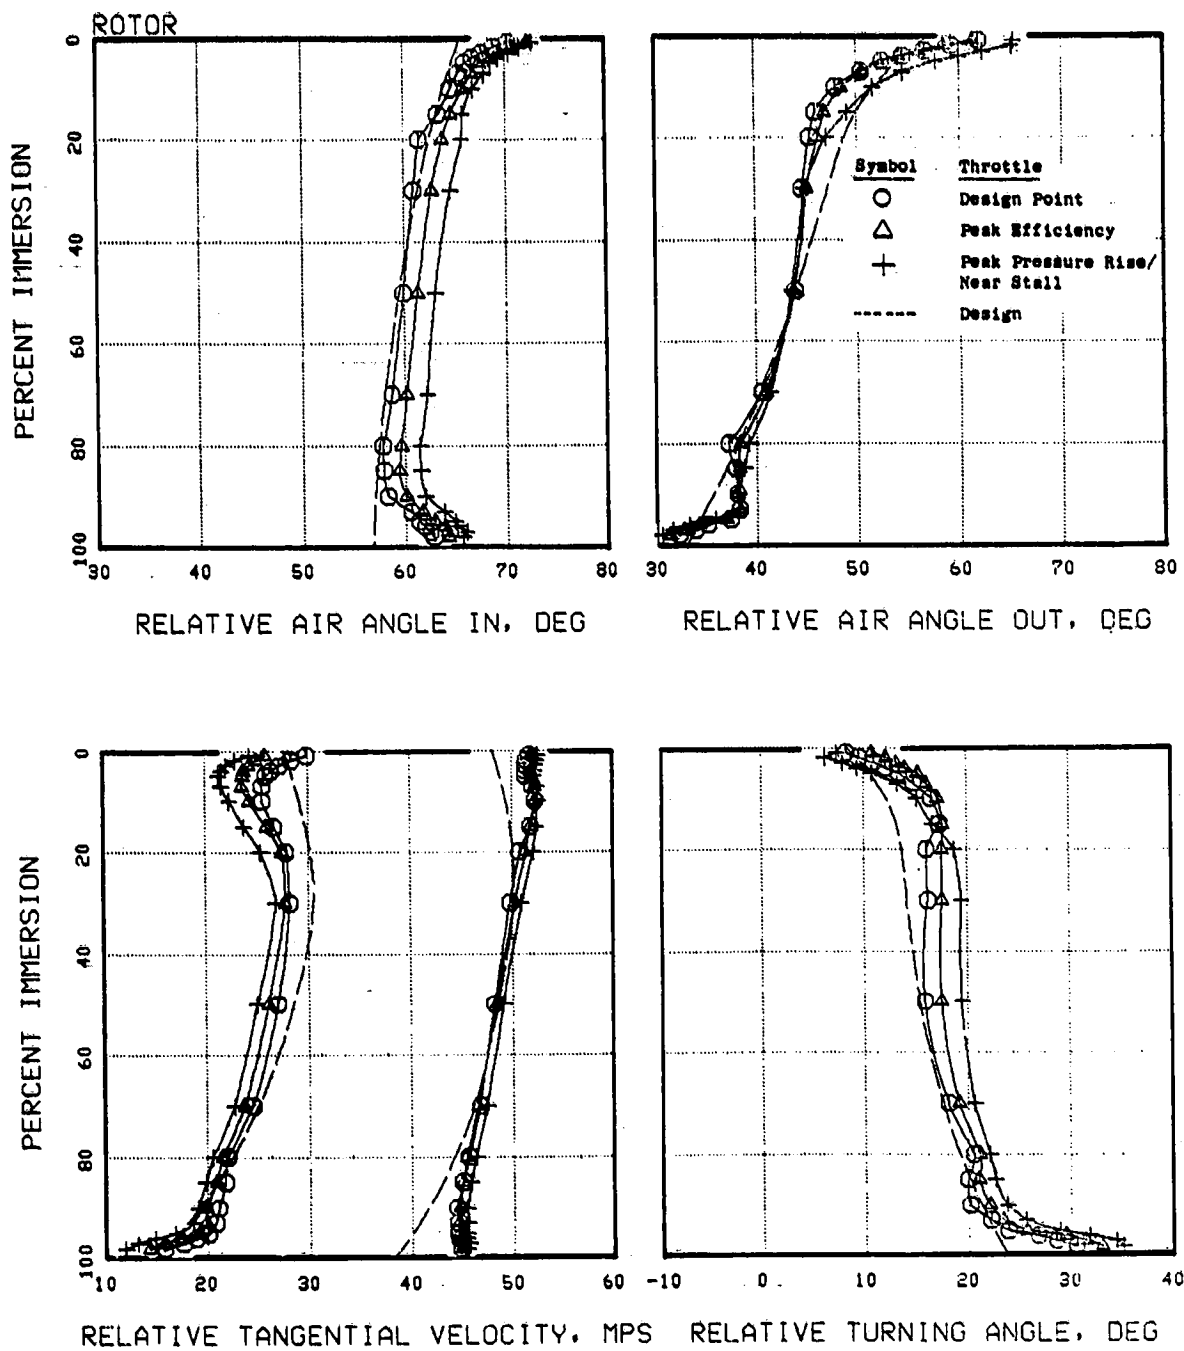 ROTOR
PERCENT IMMERSION
0
20
40
60
80
100
30 40 50 60 70 80
RELATIVE AIR ANGLE IN, DEG
Symbol Throttle
Design Point
Peak Efficiency
Peak Pressure Rise/
Near Stall
Design
30 40 50 60 70 80
RELATIVE AIR ANGLE OUT, DEG
PERCENT IMMERSION
0
20
40
60
80
100
10 20 30 40 50 60
RELATIVE TANGENTIAL VELOCITY, MPS
-10 0 10 20 30 40
RELATIVE TURNING ANGLE, DEG